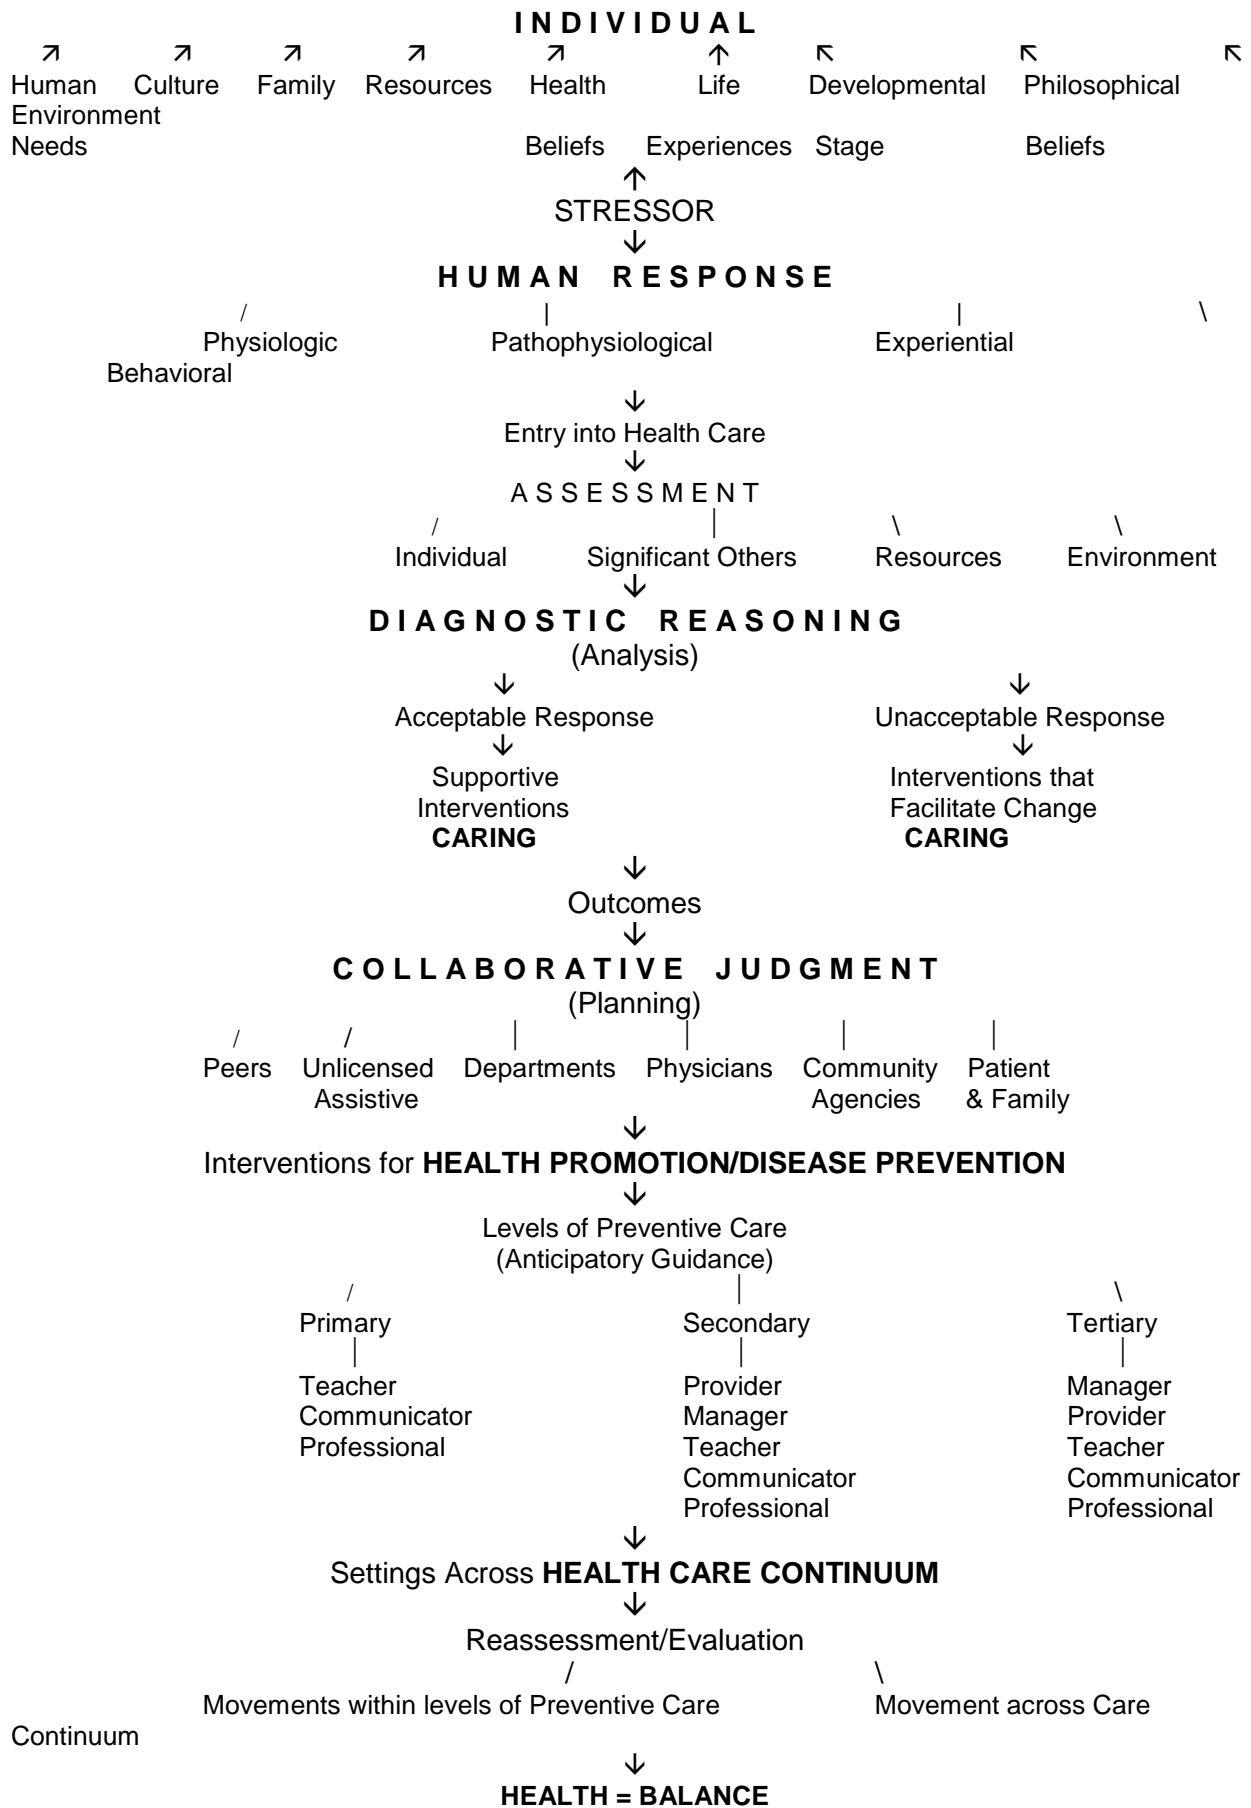 I N D I V I D U A L
↗ ↗ ↗ ↗ ↗ ↑ ↖ ↖ ↖
Human Culture Family Resources Health Life Developmental Philosophical
Environment
Needs Beliefs Experiences Stage Beliefs
↑
STRESSOR
↓
H U M A N R E S P O N S E
/ | | \
Physiologic Pathophysiological Experiential
Behavioral
↓
Entry into Health Care
↓
A S S E S S M E N T
/ | \ \
Individual Significant Others Resources Environment
↓
D I A G N O S T I C R E A S O N I N G
(Analysis)
↓ ↓
Acceptable Response Unacceptable Response
↓ ↓
Supportive Interventions that
Interventions Facilitate Change
CARING CARING
↓
Outcomes
↓
C O L L A B O R A T I V E J U D G M E N T
(Planning)
/ / | | | |
Peers Unlicensed Departments Physicians Community Patient
Assistive Agencies & Family
↓
Interventions for HEALTH PROMOTION/DISEASE PREVENTION
↓
Levels of Preventive Care
(Anticipatory Guidance)
/ | \
Primary Secondary Tertiary
| | |
Teacher Provider Manager
Communicator Manager Provider
Professional Teacher Teacher
Communicator Communicator
Professional Professional
↓
Settings Across HEALTH CARE CONTINUUM
↓
Reassessment/Evaluation
/ \
Movements within levels of Preventive Care Movement across Care
Continuum
↓
HEALTH = BALANCE